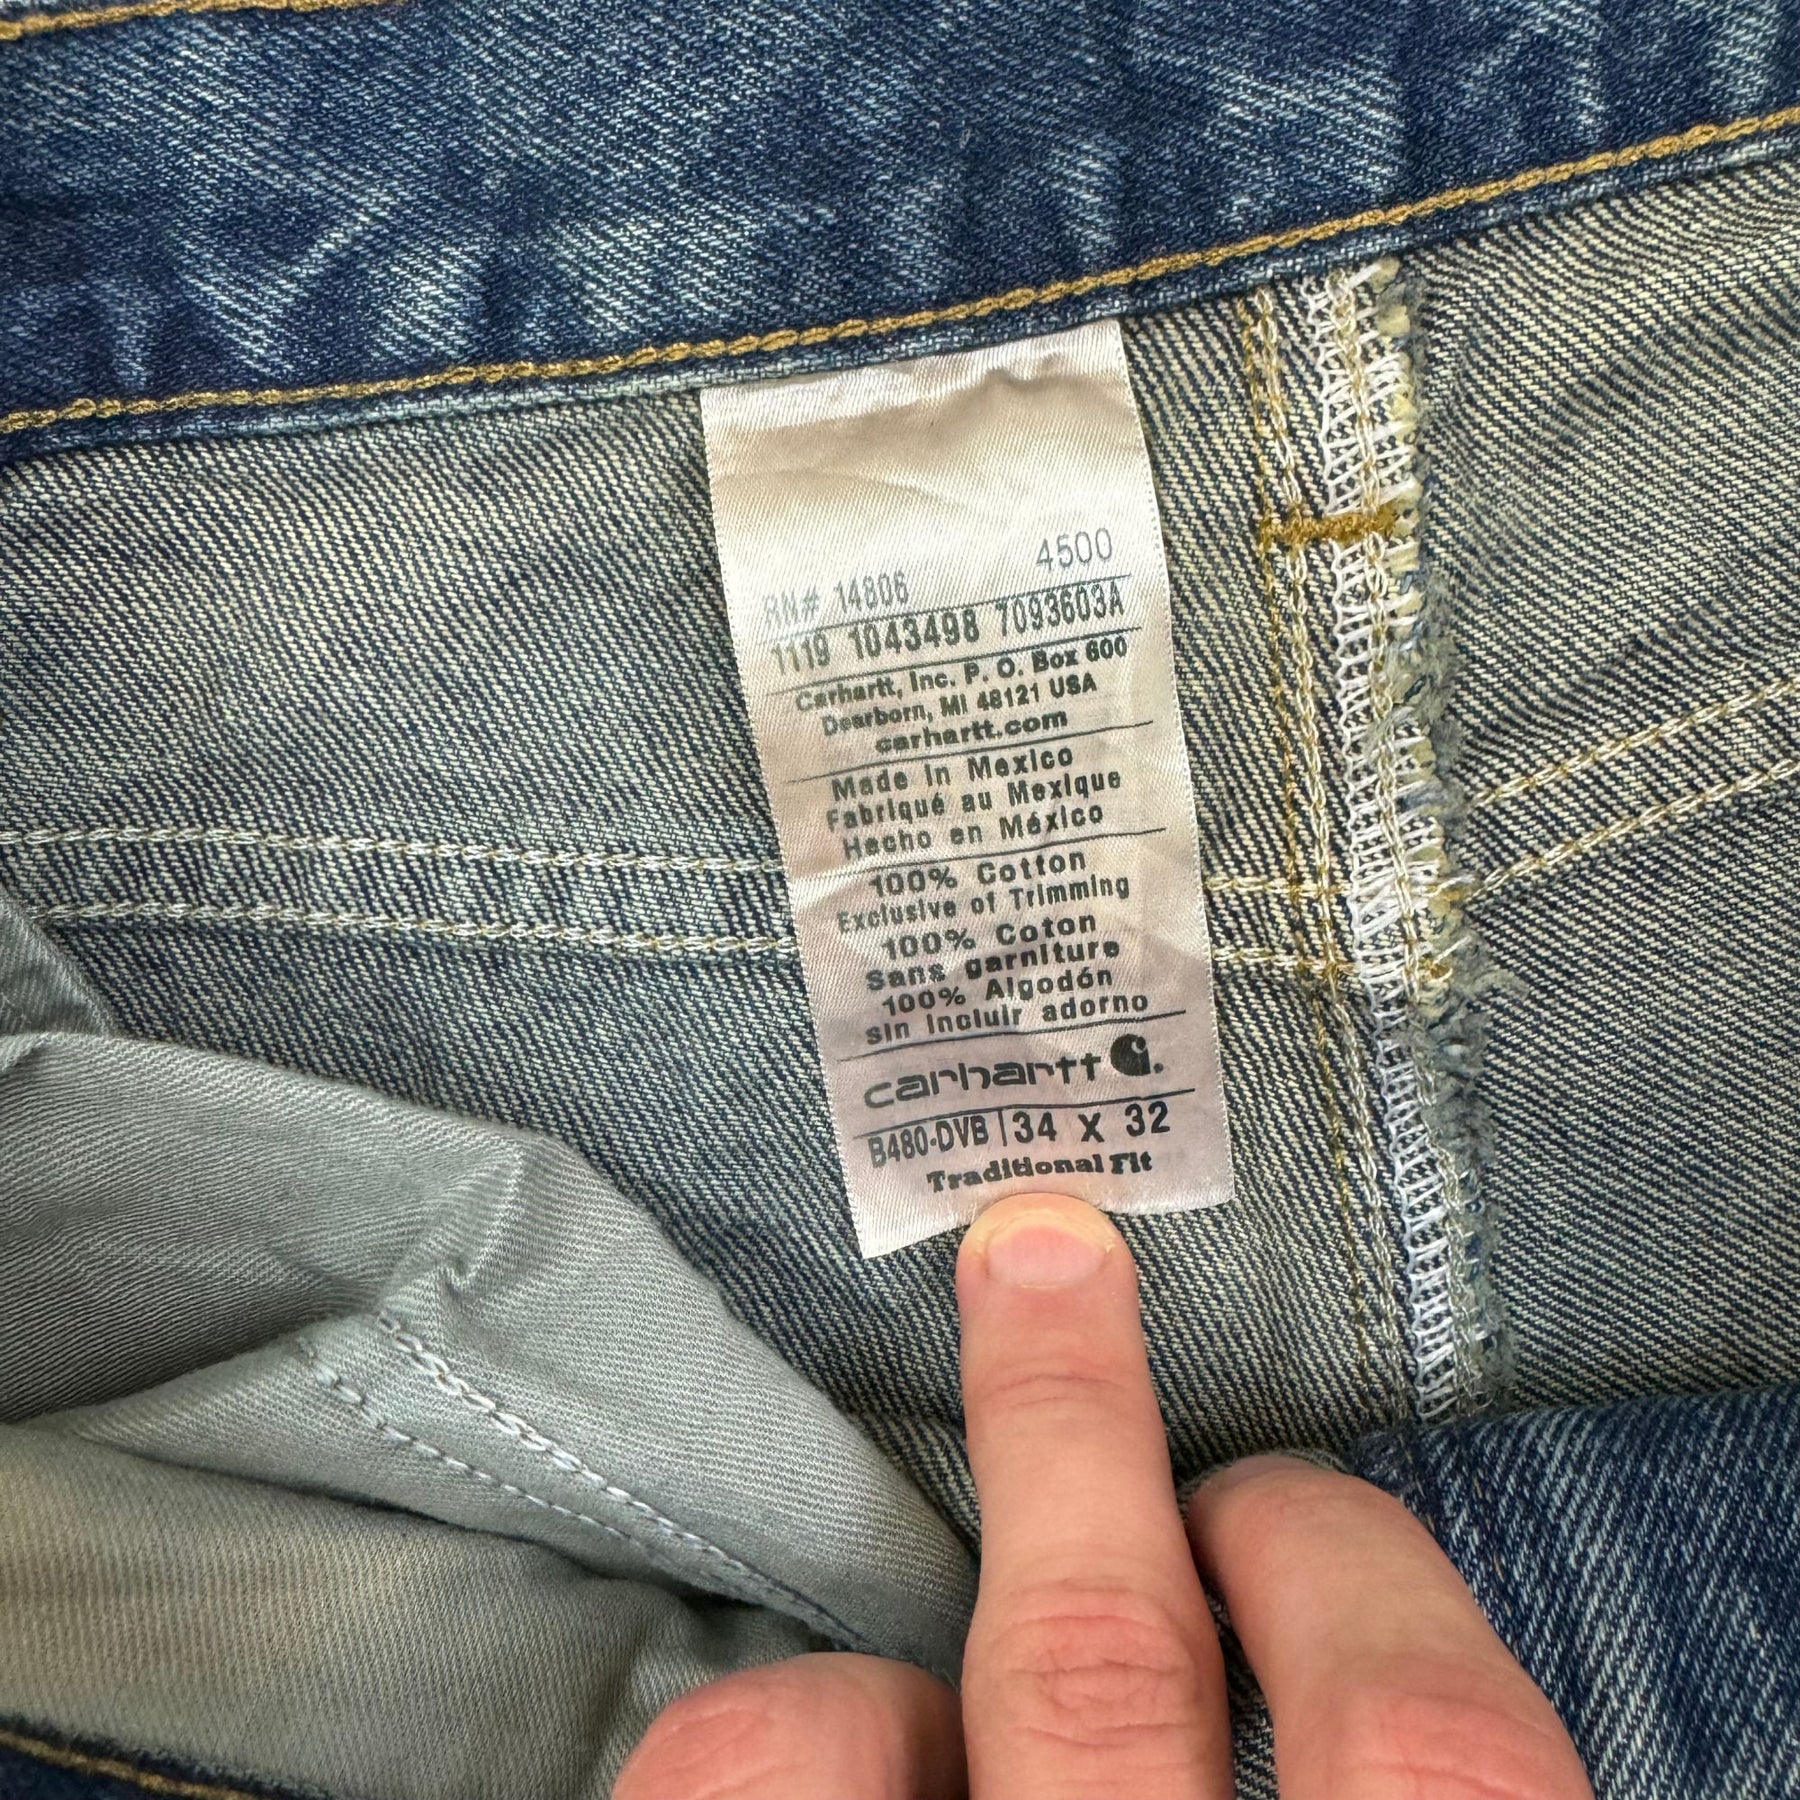 4500
RN# 14806
1119 1043498 7093603A
Carhartt, Inc. P. O. Box 600
Dearborn, MI 48121 USA
carhartt.com
Made in Mexico
Fabriqué au Mexique
Hecho en México
100% Cotton
Exclusive of Trimming
100% Coton
Sans garniture
100% Algodón
sin incluir adorno
carhartt
B480-DVB | 34 X 32
Traditional Fit